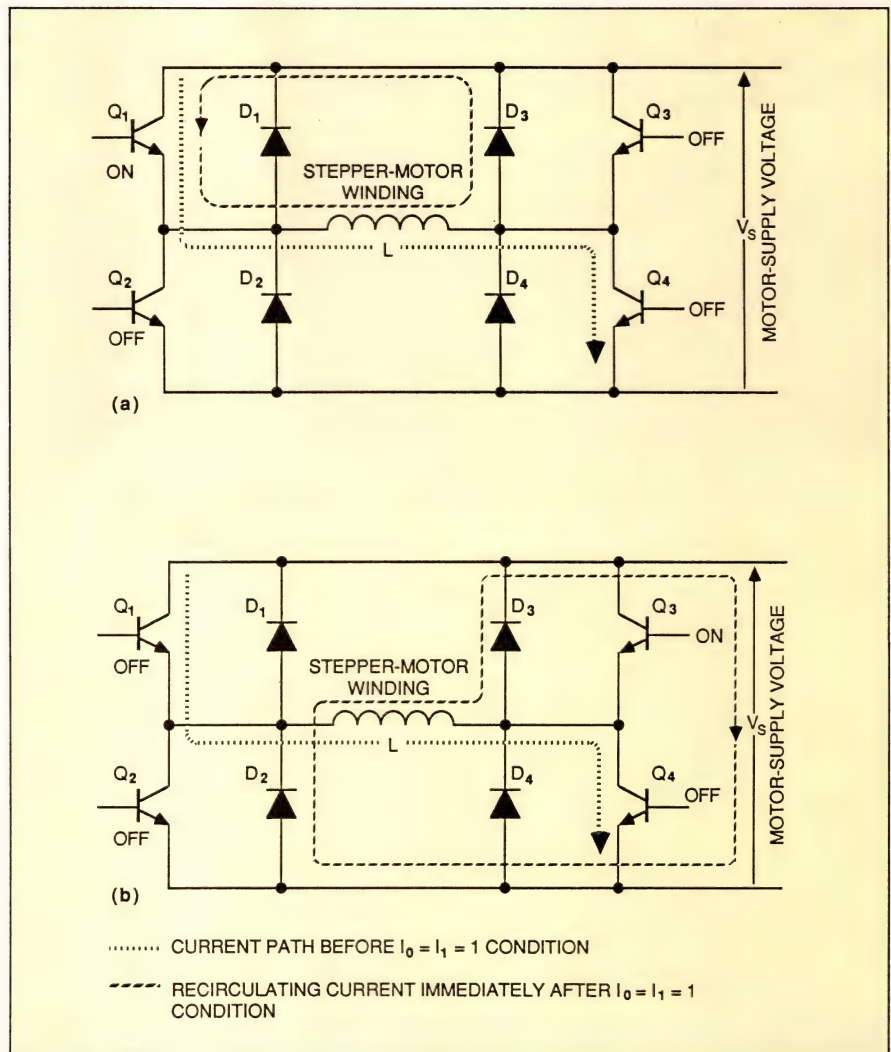 Q1
ON
D1
D3
Q3
OFF
STEPPER-MOTOR
WINDING
L
VS
MOTOR-SUPPLY VOLTAGE
Q2
OFF
D2
D4
Q4
OFF
(a)
Q1
OFF
D1
D3
Q3
ON
STEPPER-MOTOR
WINDING
L
VS
MOTOR-SUPPLY VOLTAGE
Q2
OFF
D2
D4
Q4
OFF
(b)
CURRENT PATH BEFORE I0 = I1 = 1 CONDITION
RECIRCULATING CURRENT IMMEDIATELY AFTER I0 = I1 = 1
CONDITION